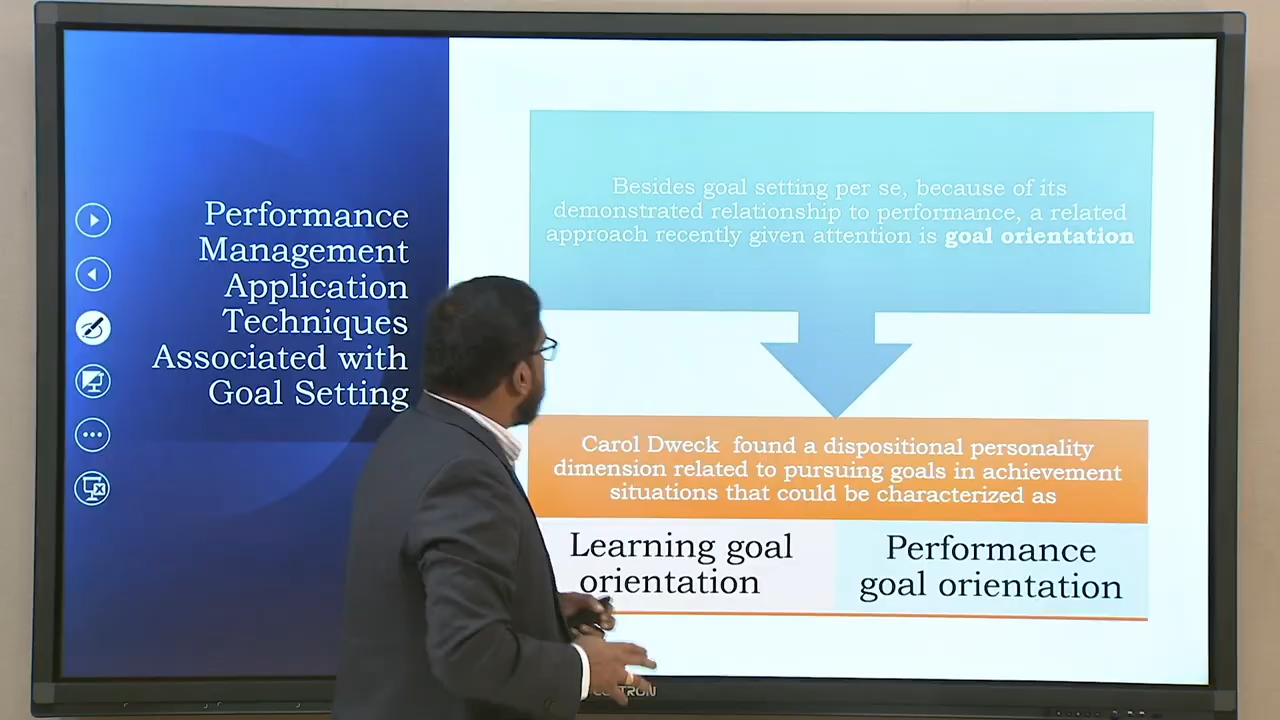 Performance
Management
Application
Techniques
Associated with
Goal Setting
Besides goal setting per se, because of its
demonstrated relationship to performance, a related
approach recently given attention is goal orientation
Carol Dweck found a dispositional personality
dimension related to pursuing goals in achievement
situations that could be characterized as
Learning goal
orientation
Performance
goal orientation